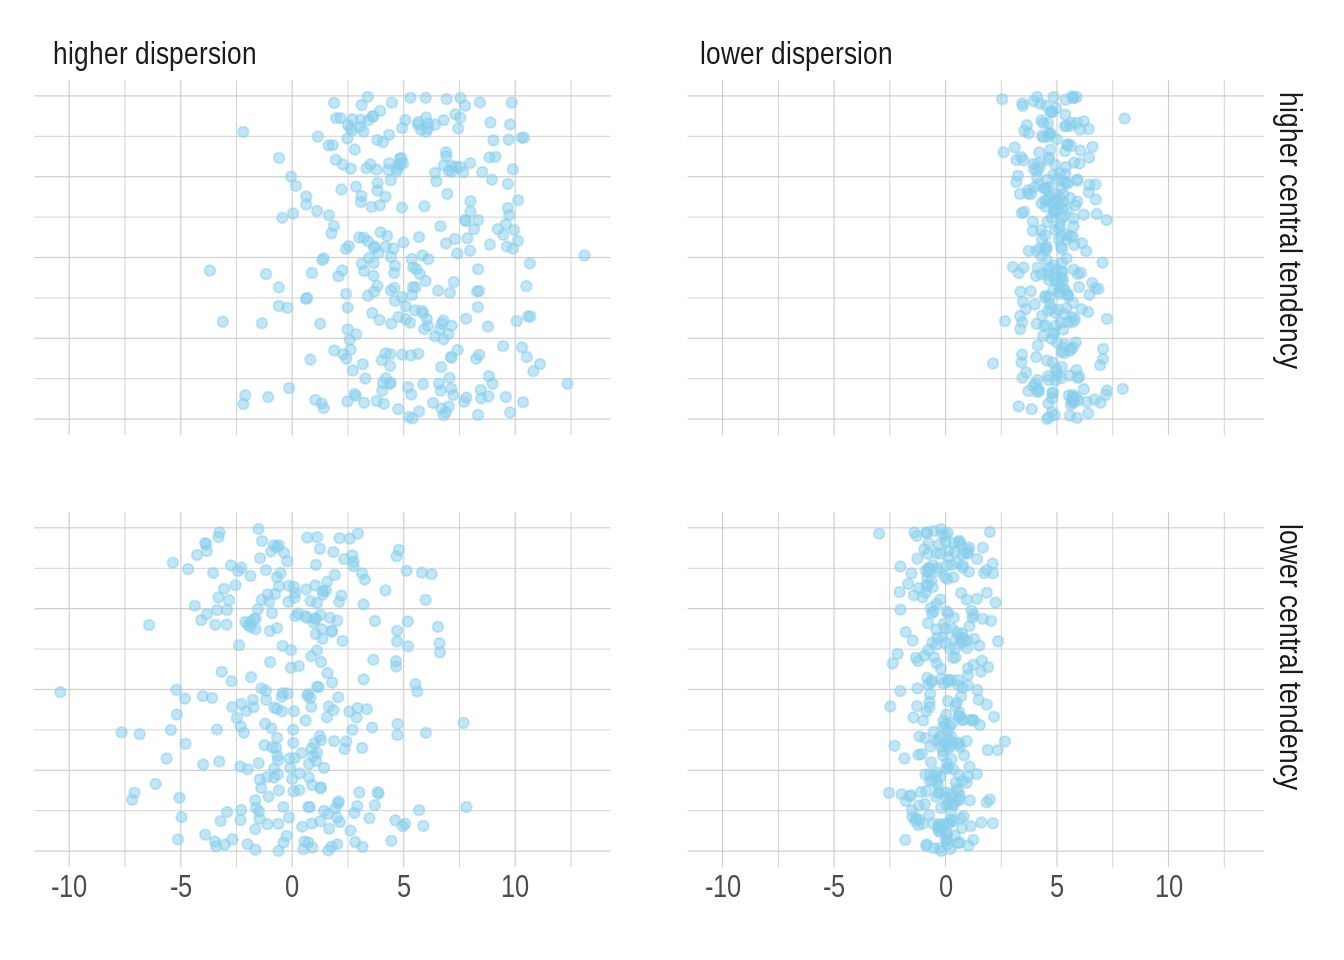 higher dispersion
lower dispersion
higher central tendency
lower central tendency
-10 -5 0 5 10
-10 -5 0 5 10